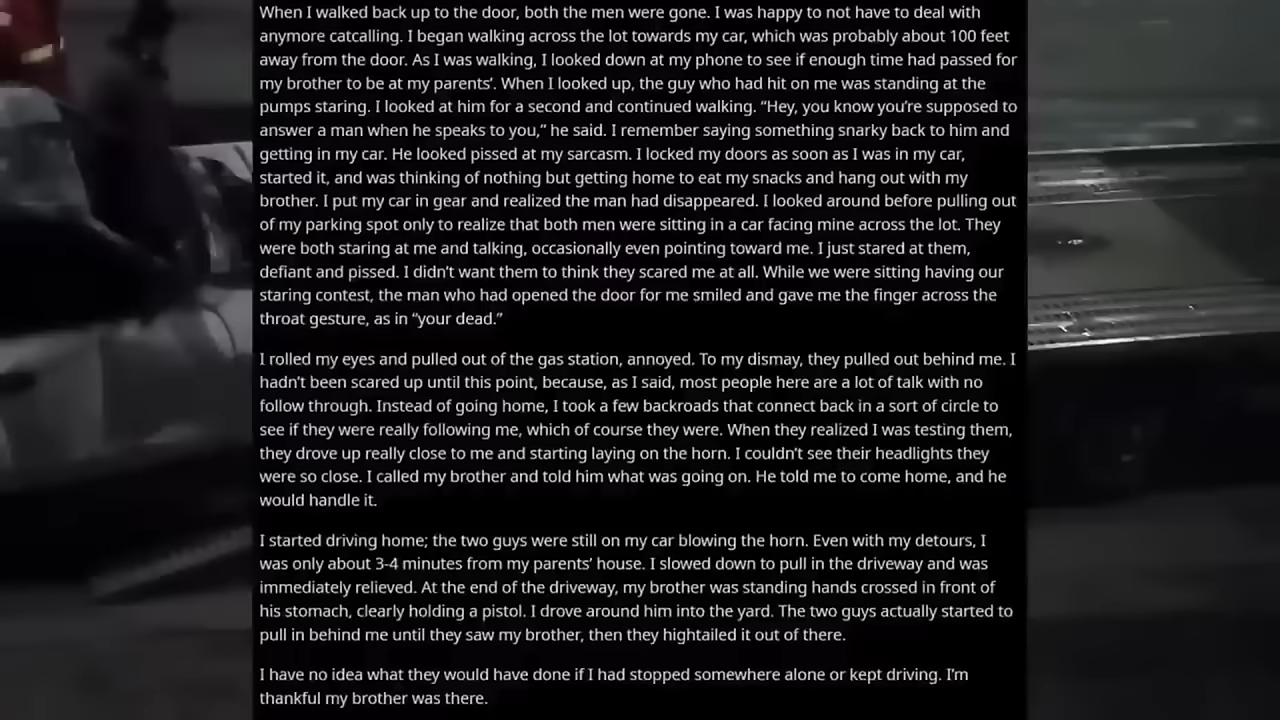 When I walked back up to the door, both the men were gone. I was happy to not have to deal with
anymore catcalling. I began walking across the lot towards my car, which was probably about 100 feet
away from the door. As I was walking, I looked down at my phone to see if enough time had passed for
my brother to be at my parents’. When I looked up, the guy who had hit on me was standing at the
pumps staring. I looked at him for a second and continued walking. “Hey, you know you’re supposed to
answer a man when he speaks to you,” he said. I remember saying something snarky back to him and
getting in my car. He looked pissed at my sarcasm. I locked my doors as soon as I was in my car,
started it, and was thinking of nothing but getting home to eat my snacks and hang out with my
brother. I put my car in gear and realized the man had disappeared. I looked around before pulling out
of my parking spot only to realize that both men were sitting in a car facing mine across the lot. They
were both staring at me and talking, occasionally even pointing toward me. I just stared at them,
defiant and pissed. I didn’t want them to think they scared me at all. While we were sitting having our
staring contest, the man who had opened the door for me smiled and gave me the finger across the
throat gesture, as in “your dead.”
I rolled my eyes and pulled out of the gas station, annoyed. To my dismay, they pulled out behind me. I
hadn’t been scared up until this point, because, as I said, most people here are a lot of talk with no
follow through. Instead of going home, I took a few backroads that connect back in a sort of circle to
see if they were really following me, which of course they were. When they realized I was testing them,
they drove up really close to me and starting laying on the horn. I couldn’t see their headlights they
were so close. I called my brother and told him what was going on. He told me to come home, and he
would handle it.
I started driving home; the two guys were still on my car blowing the horn. Even with my detours, I
was only about 3-4 minutes from my parents’ house. I slowed down to pull in the driveway and was
immediately relieved. At the end of the driveway, my brother was standing hands crossed in front of
his stomach, clearly holding a pistol. I drove around him into the yard. The two guys actually started to
pull in behind me until they saw my brother, then they hightailed it out of there.
I have no idea what they would have done if I had stopped somewhere alone or kept driving. I’m
thankful my brother was there.